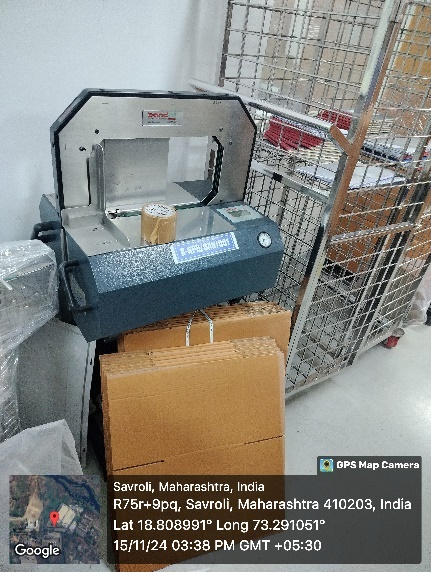 GPS Map Camera
Savroli, Maharashtra, India
R75r+9pq, Savroli, Maharashtra 410203, India
Lat 18.808991° Long 73.291051°
15/11/24 03:38 PM GMT +05:30
Google